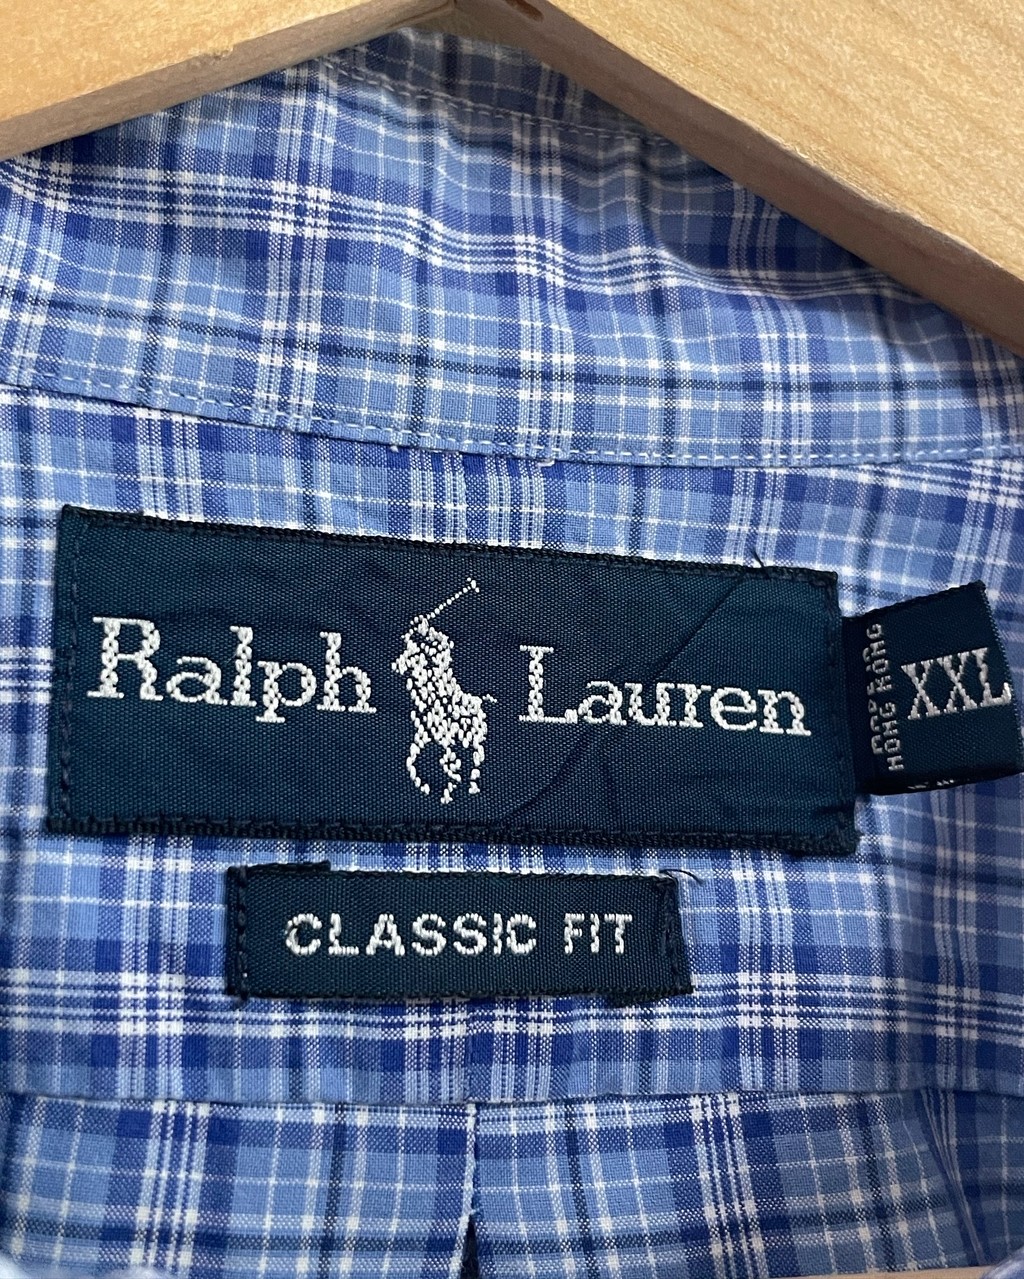 Ralph Lauren
XXL
HONG KONG
CLASSIC FIT